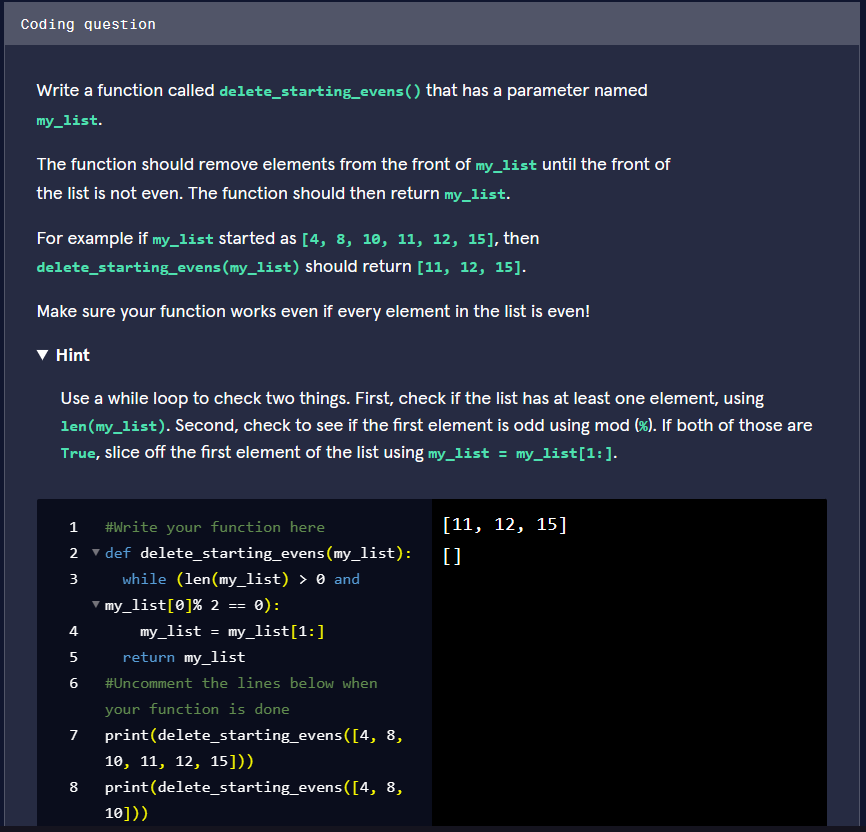 Coding question
Write a function called delete_starting_evens() that has a parameter named
my_list.
The function should remove elements from the front of my_list until the front of
the list is not even. The function should then return my_list.
For example if my_list started as [4, 8, 10, 11, 12, 15], then
delete_starting_evens(my_list) should return [11, 12, 15].
Make sure your function works even if every element in the list is even!
▼ Hint
Use a while loop to check two things. First, check if the list has at least one element, using
len(my_list). Second, check to see if the first element is odd using mod (%). If both of those are
True, slice off the first element of the list using my_list = my_list[1:].
1 #Write your function here
2 ▼ def delete_starting_evens(my_list):
3 while (len(my_list) > 0 and
▼ my_list[0]% 2 == 0):
4 my_list = my_list[1:]
5 return my_list
6 #Uncomment the lines below when
your function is done
7 print(delete_starting_evens([4, 8,
10, 11, 12, 15]))
8 print(delete_starting_evens([4, 8,
10]))
[11, 12, 15]
[]